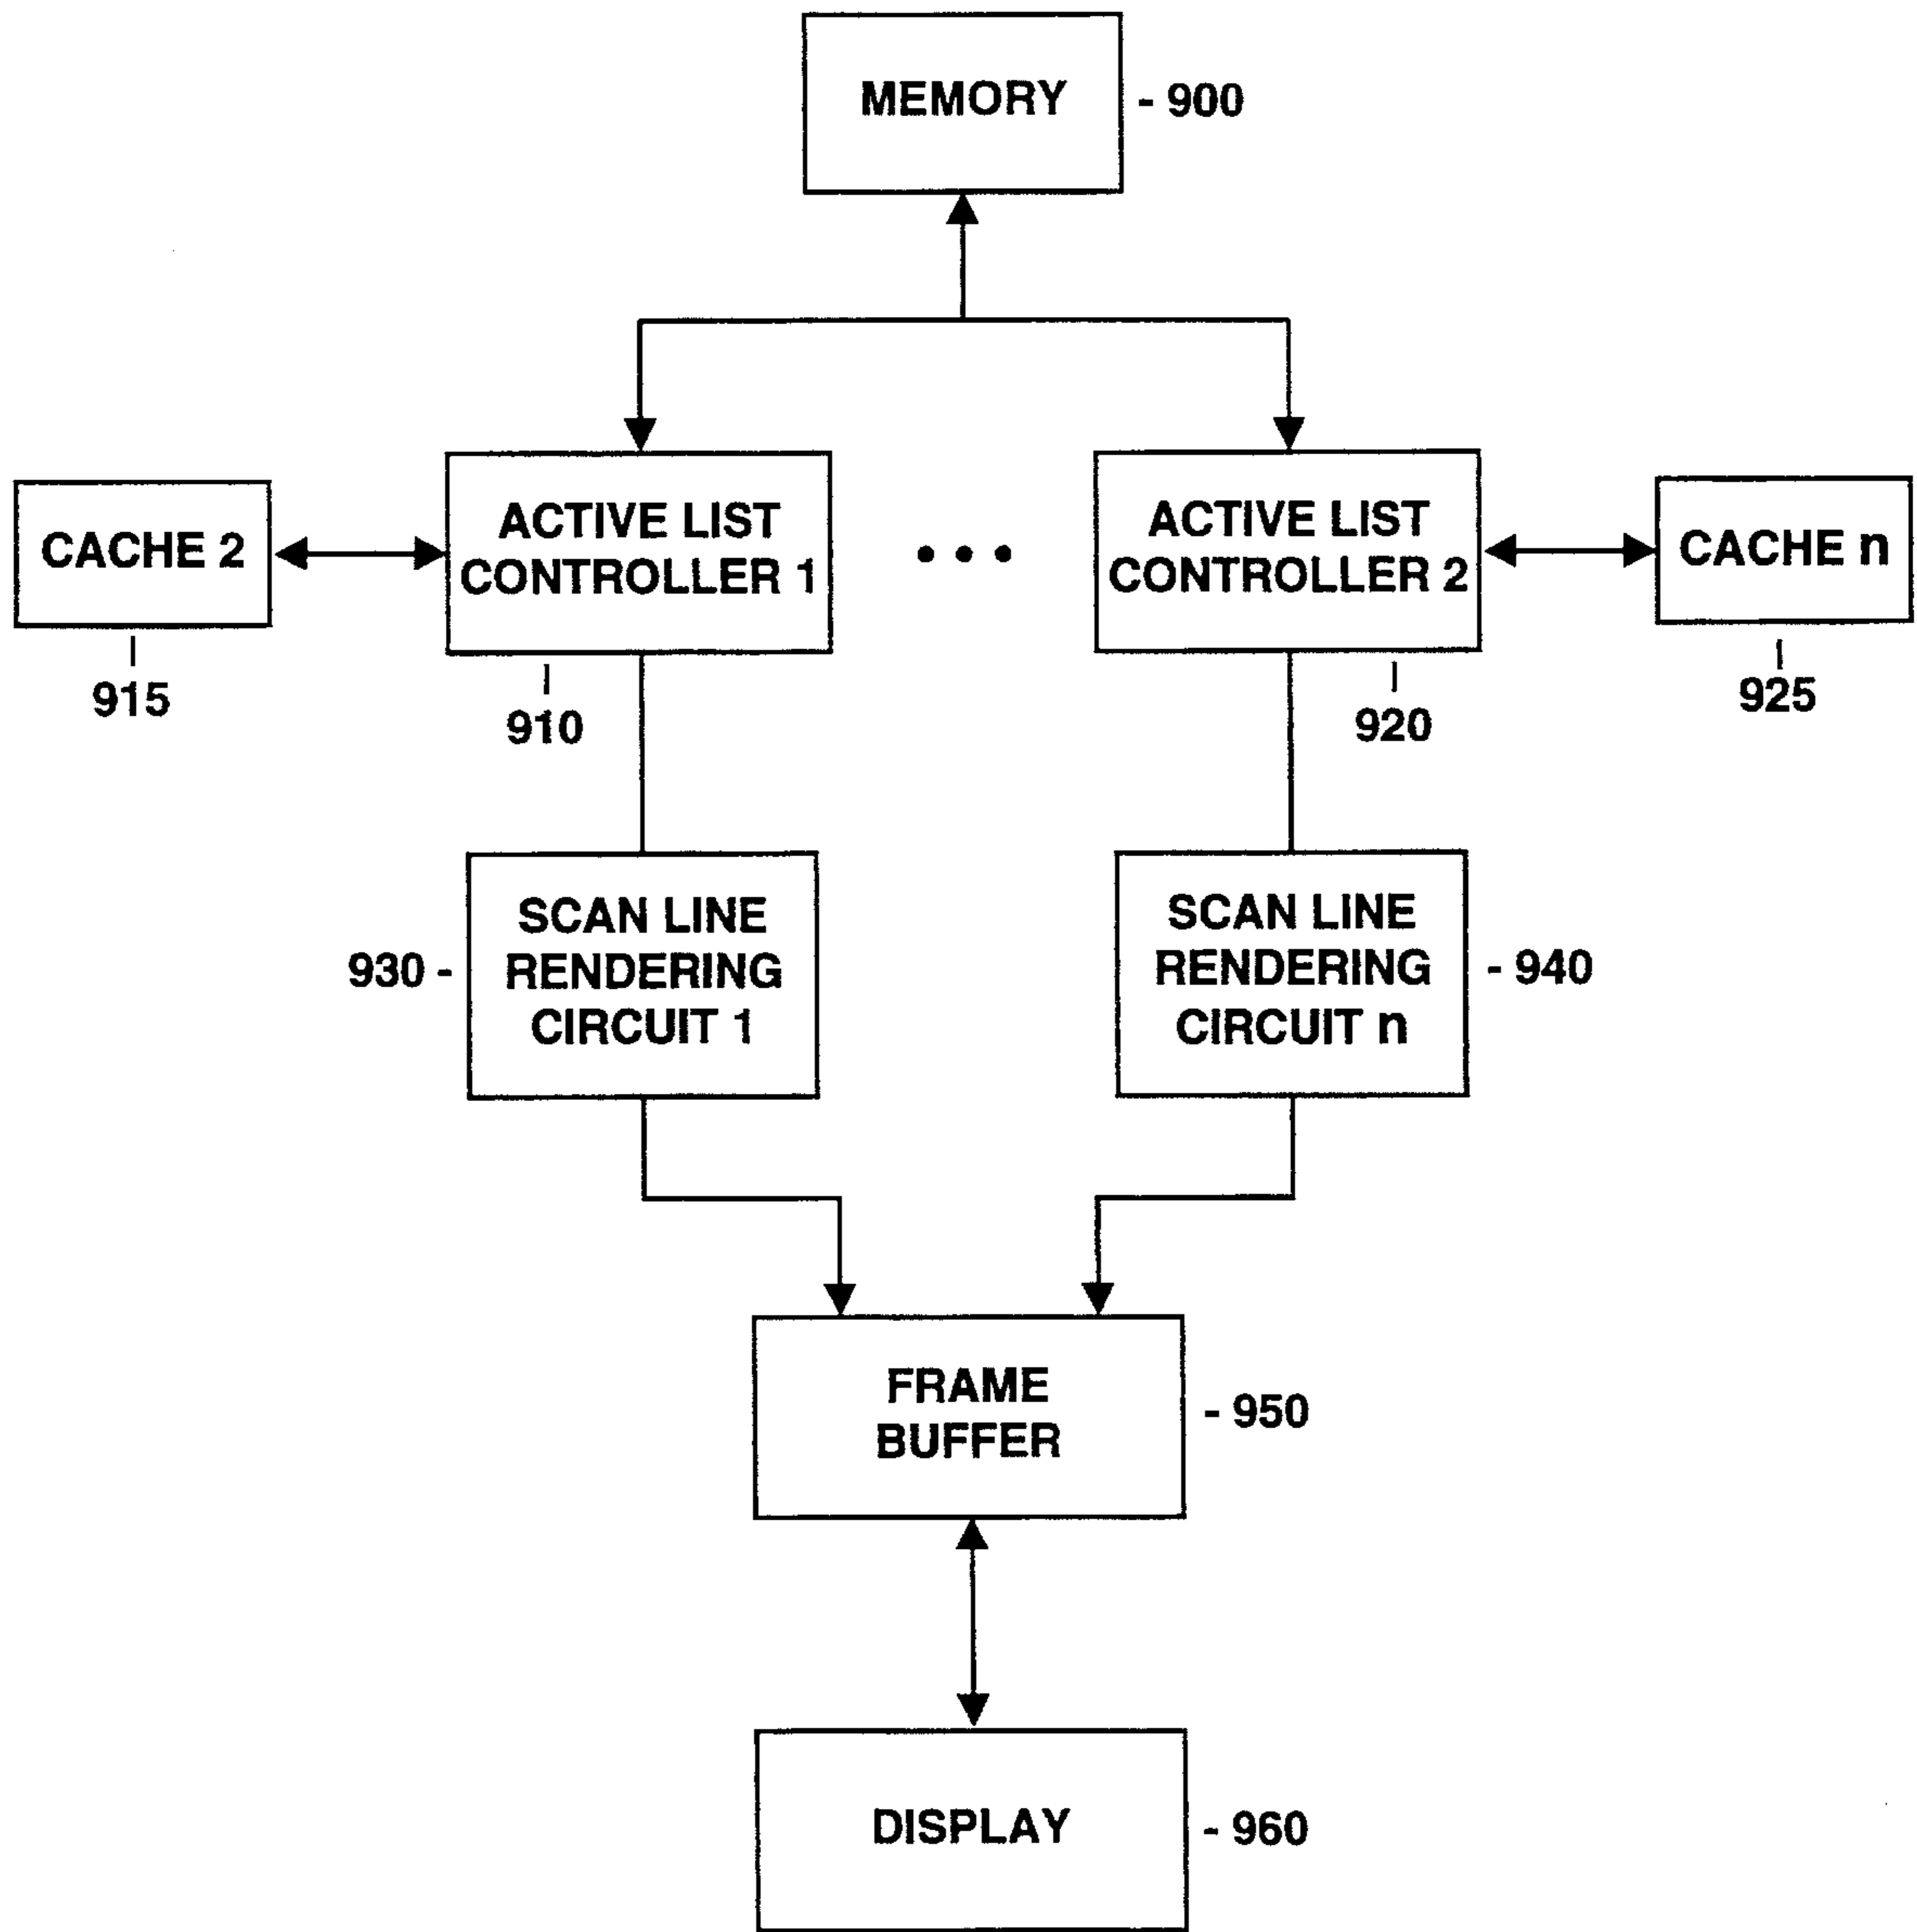 MEMORY
- 900
CACHE 2
915
ACTIVE LIST
CONTROLLER 1
910
• • •
ACTIVE LIST
CONTROLLER 2
920
CACHE n
925
SCAN LINE
RENDERING
CIRCUIT 1
930 -
SCAN LINE
RENDERING
CIRCUIT n
- 940
FRAME
BUFFER
- 950
DISPLAY
- 960